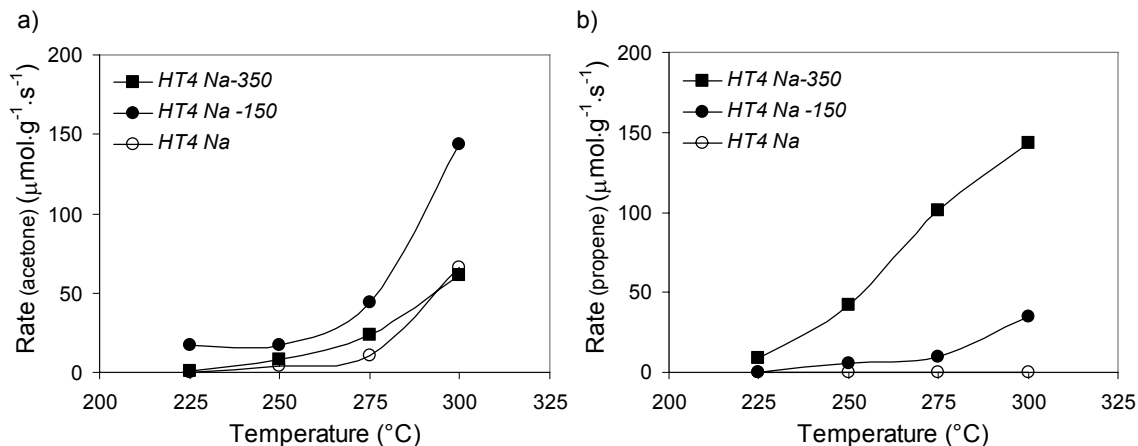 a)
Rate (acetone) (μmol·g⁻¹·s⁻¹)
200
150
100
50
0
HT4 Na-350
HT4 Na -150
HT4 Na
200 225 250 275 300 325
Temperature (°C)
b)
Rate (propene) (μmol·g⁻¹·s⁻¹)
200
150
100
50
0
HT4 Na-350
HT4 Na -150
HT4 Na
200 225 250 275 300 325
Temperature (°C)